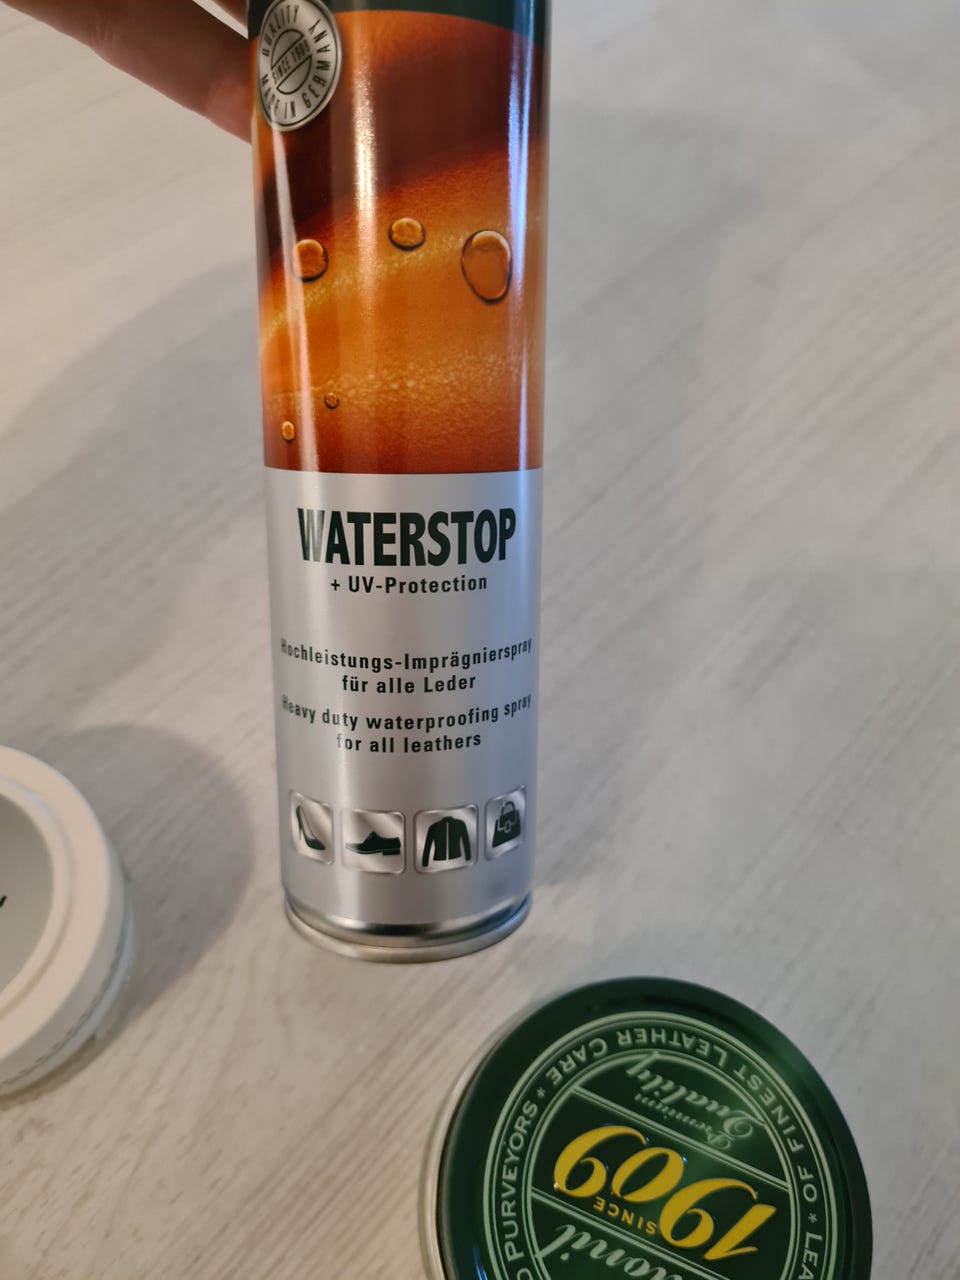 QUALITY
SINCE 1909
MADE IN GERMANY
WATERSTOP
+ UV-Protection
Hochleistungs-Imprägnierspray
für alle Leder
Heavy duty waterproofing spray
for all leathers
PURVEYORS * OF FINEST LEATHER CARE *
Premium
Quality
SINCE
1909